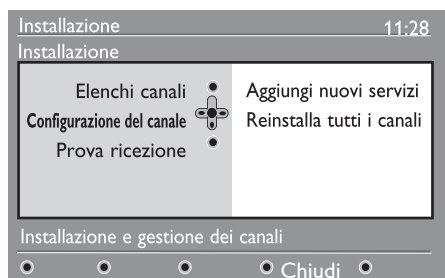 Installazione 11:28
Installazione
Elenchi canali
Configurazione del canale
Prova ricezione
Aggiungi nuovi servizi
Reinstalla tutti i canali
Installazione e gestione dei canali
Chiudi